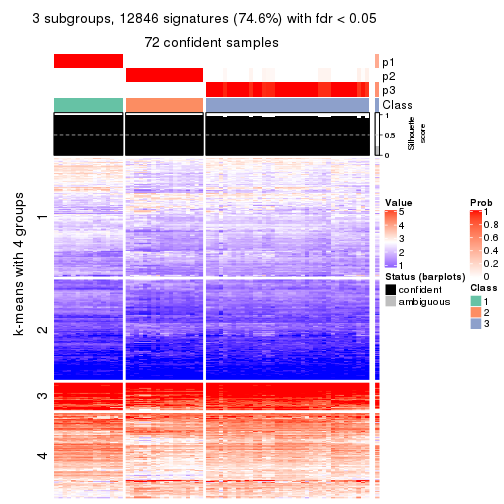 3 subgroups, 12846 signatures (74.6%) with fdr < 0.05
72 confident samples
p1
p2
p3
Class
1
0.5
0
Silhouette
score
k-means with 4 groups
1
2
3
4
Value
5
4
3
2
1
Status (barplots)
confident
ambiguous
Prob
1
0.8
0.6
0.4
0.2
0
Class
1
2
3